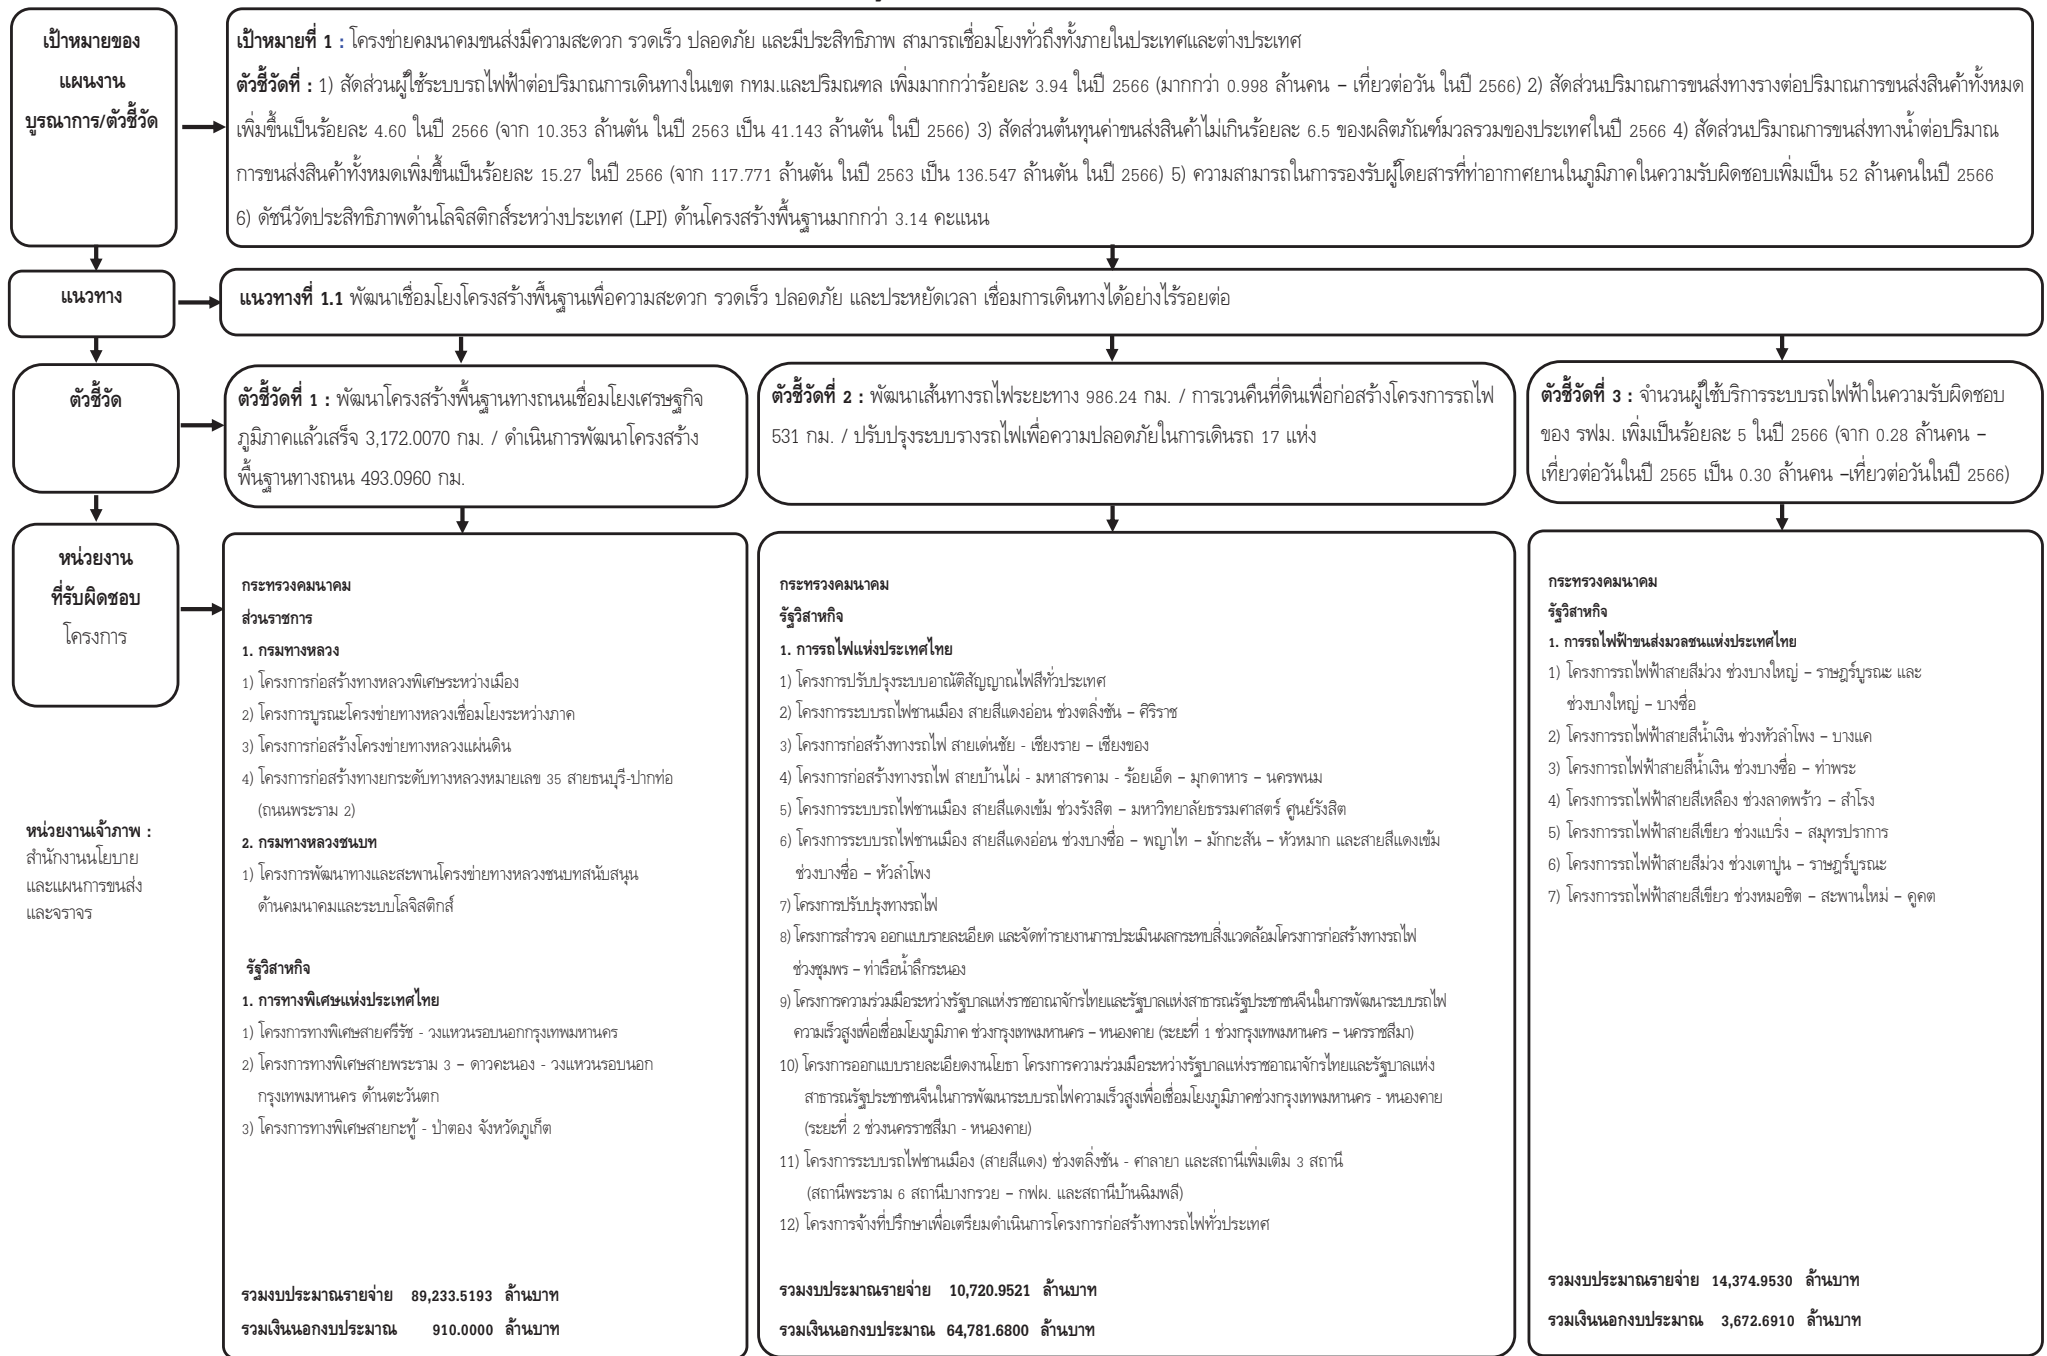 เป้าหมายของ
แผนงาน
บูรณาการ/ตัวชี้วัด
เป้าหมายที่ 1 : โครงข่ายคมนาคมขนส่งมีความสะดวก รวดเร็ว ปลอดภัย และมีประสิทธิภาพ สามารถเชื่อมโยงทั่วถึงทั้งภายในประเทศและต่างประเทศ
ตัวชี้วัดที่ : 1) สัดส่วนผู้ใช้ระบบรถไฟฟ้าต่อปริมาณการเดินทางในเขต กทม.และปริมณฑล เพิ่มมากกว่าร้อยละ 3.94 ในปี 2566 (มากกว่า 0.998 ล้านคน – เที่ยวต่อวัน ในปี 2566) 2) สัดส่วนปริมาณการขนส่งทางรางต่อปริมาณการขนส่งสินค้าทั้งหมด
เพิ่มขึ้นเป็นร้อยละ 4.60 ในปี 2566 (จาก 10.353 ล้านตัน ในปี 2563 เป็น 41.143 ล้านตัน ในปี 2566) 3) สัดส่วนต้นทุนค่าขนส่งสินค้าไม่เกินร้อยละ 6.5 ของผลิตภัณฑ์มวลรวมของประเทศในปี 2566 4) สัดส่วนปริมาณการขนส่งทางน้ำต่อปริมาณ
การขนส่งสินค้าทั้งหมดเพิ่มขึ้นเป็นร้อยละ 15.27 ในปี 2566 (จาก 117.771 ล้านตัน ในปี 2563 เป็น 136.547 ล้านตัน ในปี 2566) 5) ความสามารถในการรองรับผู้โดยสารที่ท่าอากาศยานในภูมิภาคในความรับผิดชอบเพิ่มเป็น 52 ล้านคนในปี 2566
6) ดัชนีวัดประสิทธิภาพด้านโลจิสติกส์ระหว่างประเทศ (LPI) ด้านโครงสร้างพื้นฐานมากกว่า 3.14 คะแนน
แนวทาง
แนวทางที่ 1.1 พัฒนาเชื่อมโยงโครงสร้างพื้นฐานเพื่อความสะดวก รวดเร็ว ปลอดภัย และประหยัดเวลา เชื่อมการเดินทางได้อย่างไร้รอยต่อ
ตัวชี้วัด
ตัวชี้วัดที่ 1 : พัฒนาโครงสร้างพื้นฐานทางถนนเชื่อมโยงเศรษฐกิจ
ภูมิภาคแล้วเสร็จ 3,172.0070 กม. / ดำเนินการพัฒนาโครงสร้าง
พื้นฐานทางถนน 493.0960 กม.
ตัวชี้วัดที่ 2 : พัฒนาเส้นทางรถไฟระยะทาง 986.24 กม. / การเวนคืนที่ดินเพื่อก่อสร้างโครงการรถไฟ
531 กม. / ปรับปรุงระบบรางรถไฟเพื่อความปลอดภัยในการเดินรถ 17 แห่ง
ตัวชี้วัดที่ 3 : จำนวนผู้ใช้บริการระบบรถไฟฟ้าในความรับผิดชอบ
ของ รฟม. เพิ่มเป็นร้อยละ 5 ในปี 2566 (จาก 0.28 ล้านคน –
เที่ยวต่อวันในปี 2565 เป็น 0.30 ล้านคน –เที่ยวต่อวันในปี 2566)
หน่วยงาน
ที่รับผิดชอบ
โครงการ
หน่วยงานเจ้าภาพ :
สำนักงานนโยบาย
และแผนการขนส่ง
และจราจร
กระทรวงคมนาคม
ส่วนราชการ
1. กรมทางหลวง
1) โครงการก่อสร้างทางหลวงพิเศษระหว่างเมือง
2) โครงการบูรณะโครงข่ายทางหลวงเชื่อมโยงระหว่างภาค
3) โครงการก่อสร้างโครงข่ายทางหลวงแผ่นดิน
4) โครงการก่อสร้างทางยกระดับทางหลวงหมายเลข 35 สายธนบุรี-ปากท่อ
(ถนนพระราม 2)
2. กรมทางหลวงชนบท
1) โครงการพัฒนาทางและสะพานโครงข่ายทางหลวงชนบทสนับสนุน
ด้านคมนาคมและระบบโลจิสติกส์
รัฐวิสาหกิจ
1. การทางพิเศษแห่งประเทศไทย
1) โครงการทางพิเศษสายศรีรัช - วงแหวนรอบนอกกรุงเทพมหานคร
2) โครงการทางพิเศษสายพระราม 3 – ดาวคะนอง - วงแหวนรอบนอก
กรุงเทพมหานคร ด้านตะวันตก
3) โครงการทางพิเศษสายกะทู้ - ป่าตอง จังหวัดภูเก็ต
รวมงบประมาณรายจ่าย 89,233.5193 ล้านบาท
รวมเงินนอกงบประมาณ 910.0000 ล้านบาท
กระทรวงคมนาคม
รัฐวิสาหกิจ
1. การรถไฟแห่งประเทศไทย
1) โครงการปรับปรุงระบบอาณัติสัญญาณไฟสีทั่วประเทศ
2) โครงการระบบรถไฟชานเมือง สายสีแดงอ่อน ช่วงตลิ่งชัน – ศิริราช
3) โครงการก่อสร้างทางรถไฟ สายเด่นชัย - เชียงราย – เชียงของ
4) โครงการก่อสร้างทางรถไฟ สายบ้านไผ่ - มหาสารคาม - ร้อยเอ็ด – มุกดาหาร – นครพนม
5) โครงการระบบรถไฟชานเมือง สายสีแดงเข้ม ช่วงรังสิต – มหาวิทยาลัยธรรมศาสตร์ ศูนย์รังสิต
6) โครงการระบบรถไฟชานเมือง สายสีแดงอ่อน ช่วงบางซื่อ – พญาไท – มักกะสัน – หัวหมาก และสายสีแดงเข้ม
ช่วงบางซื่อ – หัวลำโพง
7) โครงการปรับปรุงทางรถไฟ
8) โครงการสำรวจ ออกแบบรายละเอียด และจัดทำรายงานการประเมินผลกระทบสิ่งแวดล้อมโครงการก่อสร้างทางรถไฟ
ช่วงชุมพร – ท่าเรือน้ำลึกระนอง
9) โครงการความร่วมมือระหว่างรัฐบาลแห่งราชอาณาจักรไทยและรัฐบาลแห่งสาธารณรัฐประชาชนจีนในการพัฒนาระบบรถไฟ
ความเร็วสูงเพื่อเชื่อมโยงภูมิภาค ช่วงกรุงเทพมหานคร – หนองคาย (ระยะที่ 1 ช่วงกรุงเทพมหานคร – นครราชสีมา)
10) โครงการออกแบบรายละเอียดงานโยธา โครงการความร่วมมือระหว่างรัฐบาลแห่งราชอาณาจักรไทยและรัฐบาลแห่ง
สาธารณรัฐประชาชนจีนในการพัฒนาระบบรถไฟความเร็วสูงเพื่อเชื่อมโยงภูมิภาคช่วงกรุงเทพมหานคร - หนองคาย
(ระยะที่ 2 ช่วงนครราชสีมา - หนองคาย)
11) โครงการระบบรถไฟชานเมือง (สายสีแดง) ช่วงตลิ่งชัน - ศาลายา และสถานีเพิ่มเติม 3 สถานี
(สถานีพระราม 6 สถานีบางกรวย – กฟผ. และสถานีบ้านฉิมพลี)
12) โครงการจ้างที่ปรึกษาเพื่อเตรียมดำเนินการโครงการก่อสร้างทางรถไฟทั่วประเทศ
รวมงบประมาณรายจ่าย 10,720.9521 ล้านบาท
รวมเงินนอกงบประมาณ 64,781.6800 ล้านบาท
กระทรวงคมนาคม
รัฐวิสาหกิจ
1. การรถไฟฟ้าขนส่งมวลชนแห่งประเทศไทย
1) โครงการรถไฟฟ้าสายสีม่วง ช่วงบางใหญ่ – ราษฎร์บูรณะ และ
ช่วงบางใหญ่ – บางซื่อ
2) โครงการรถไฟฟ้าสายสีน้ำเงิน ช่วงหัวลำโพง – บางแค
3) โครงการถไฟฟ้าสายสีน้ำเงิน ช่วงบางซื่อ – ท่าพระ
4) โครงการรถไฟฟ้าสายสีเหลือง ช่วงลาดพร้าว – สำโรง
5) โครงการรถไฟฟ้าสายสีเขียว ช่วงแบริ่ง – สมุทรปราการ
6) โครงการรถไฟฟ้าสายสีม่วง ช่วงเตาปูน – ราษฎร์บูรณะ
7) โครงการรถไฟฟ้าสายสีเขียว ช่วงหมอชิต – สะพานใหม่ – คูคต
รวมงบประมาณรายจ่าย 14,374.9530 ล้านบาท
รวมเงินนอกงบประมาณ 3,672.6910 ล้านบาท